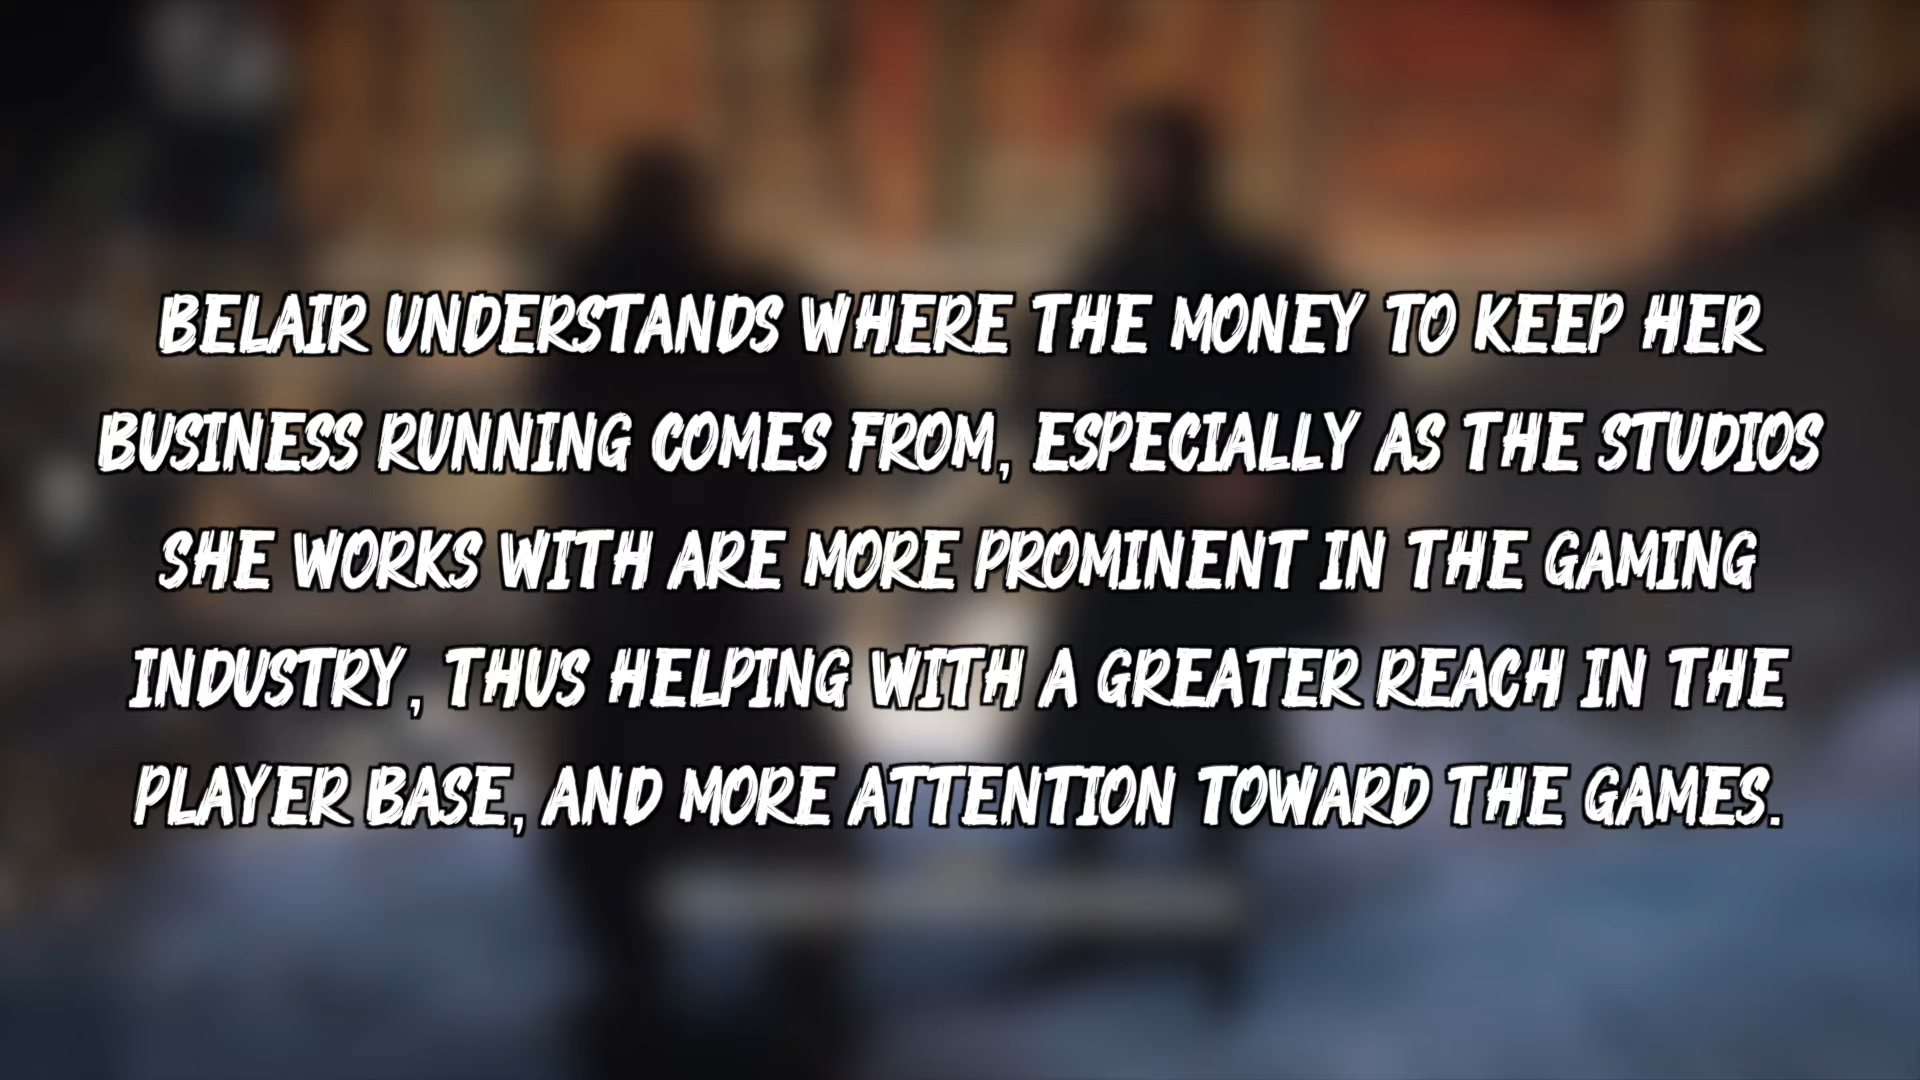 BELAIR UNDERSTANDS WHERE THE MONEY TO KEEP HER
BUSINESS RUNNING COMES FROM, ESPECIALLY AS THE STUDIOS
SHE WORKS WITH ARE MORE PROMINENT IN THE GAMING
INDUSTRY, THUS HELPING WITH A GREATER REACH IN THE
PLAYER BASE, AND MORE ATTENTION TOWARD THE GAMES.